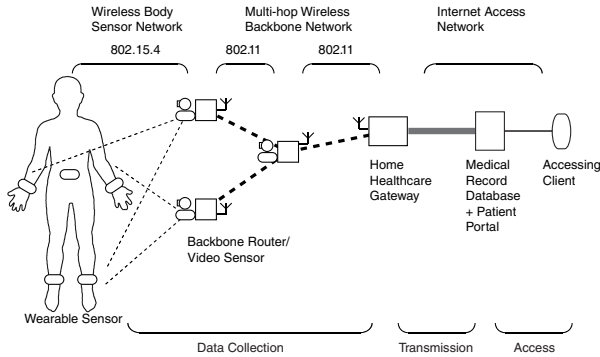 Wireless Body
Sensor Network
Multi-hop Wireless
Backbone Network
Internet Access
Network
802.15.4
802.11
802.11
Home
Healthcare
Gateway
Medical
Record
Database
+ Patient
Portal
Accessing
Client
Backbone Router/
Video Sensor
Wearable Sensor
Data Collection
Transmission
Access